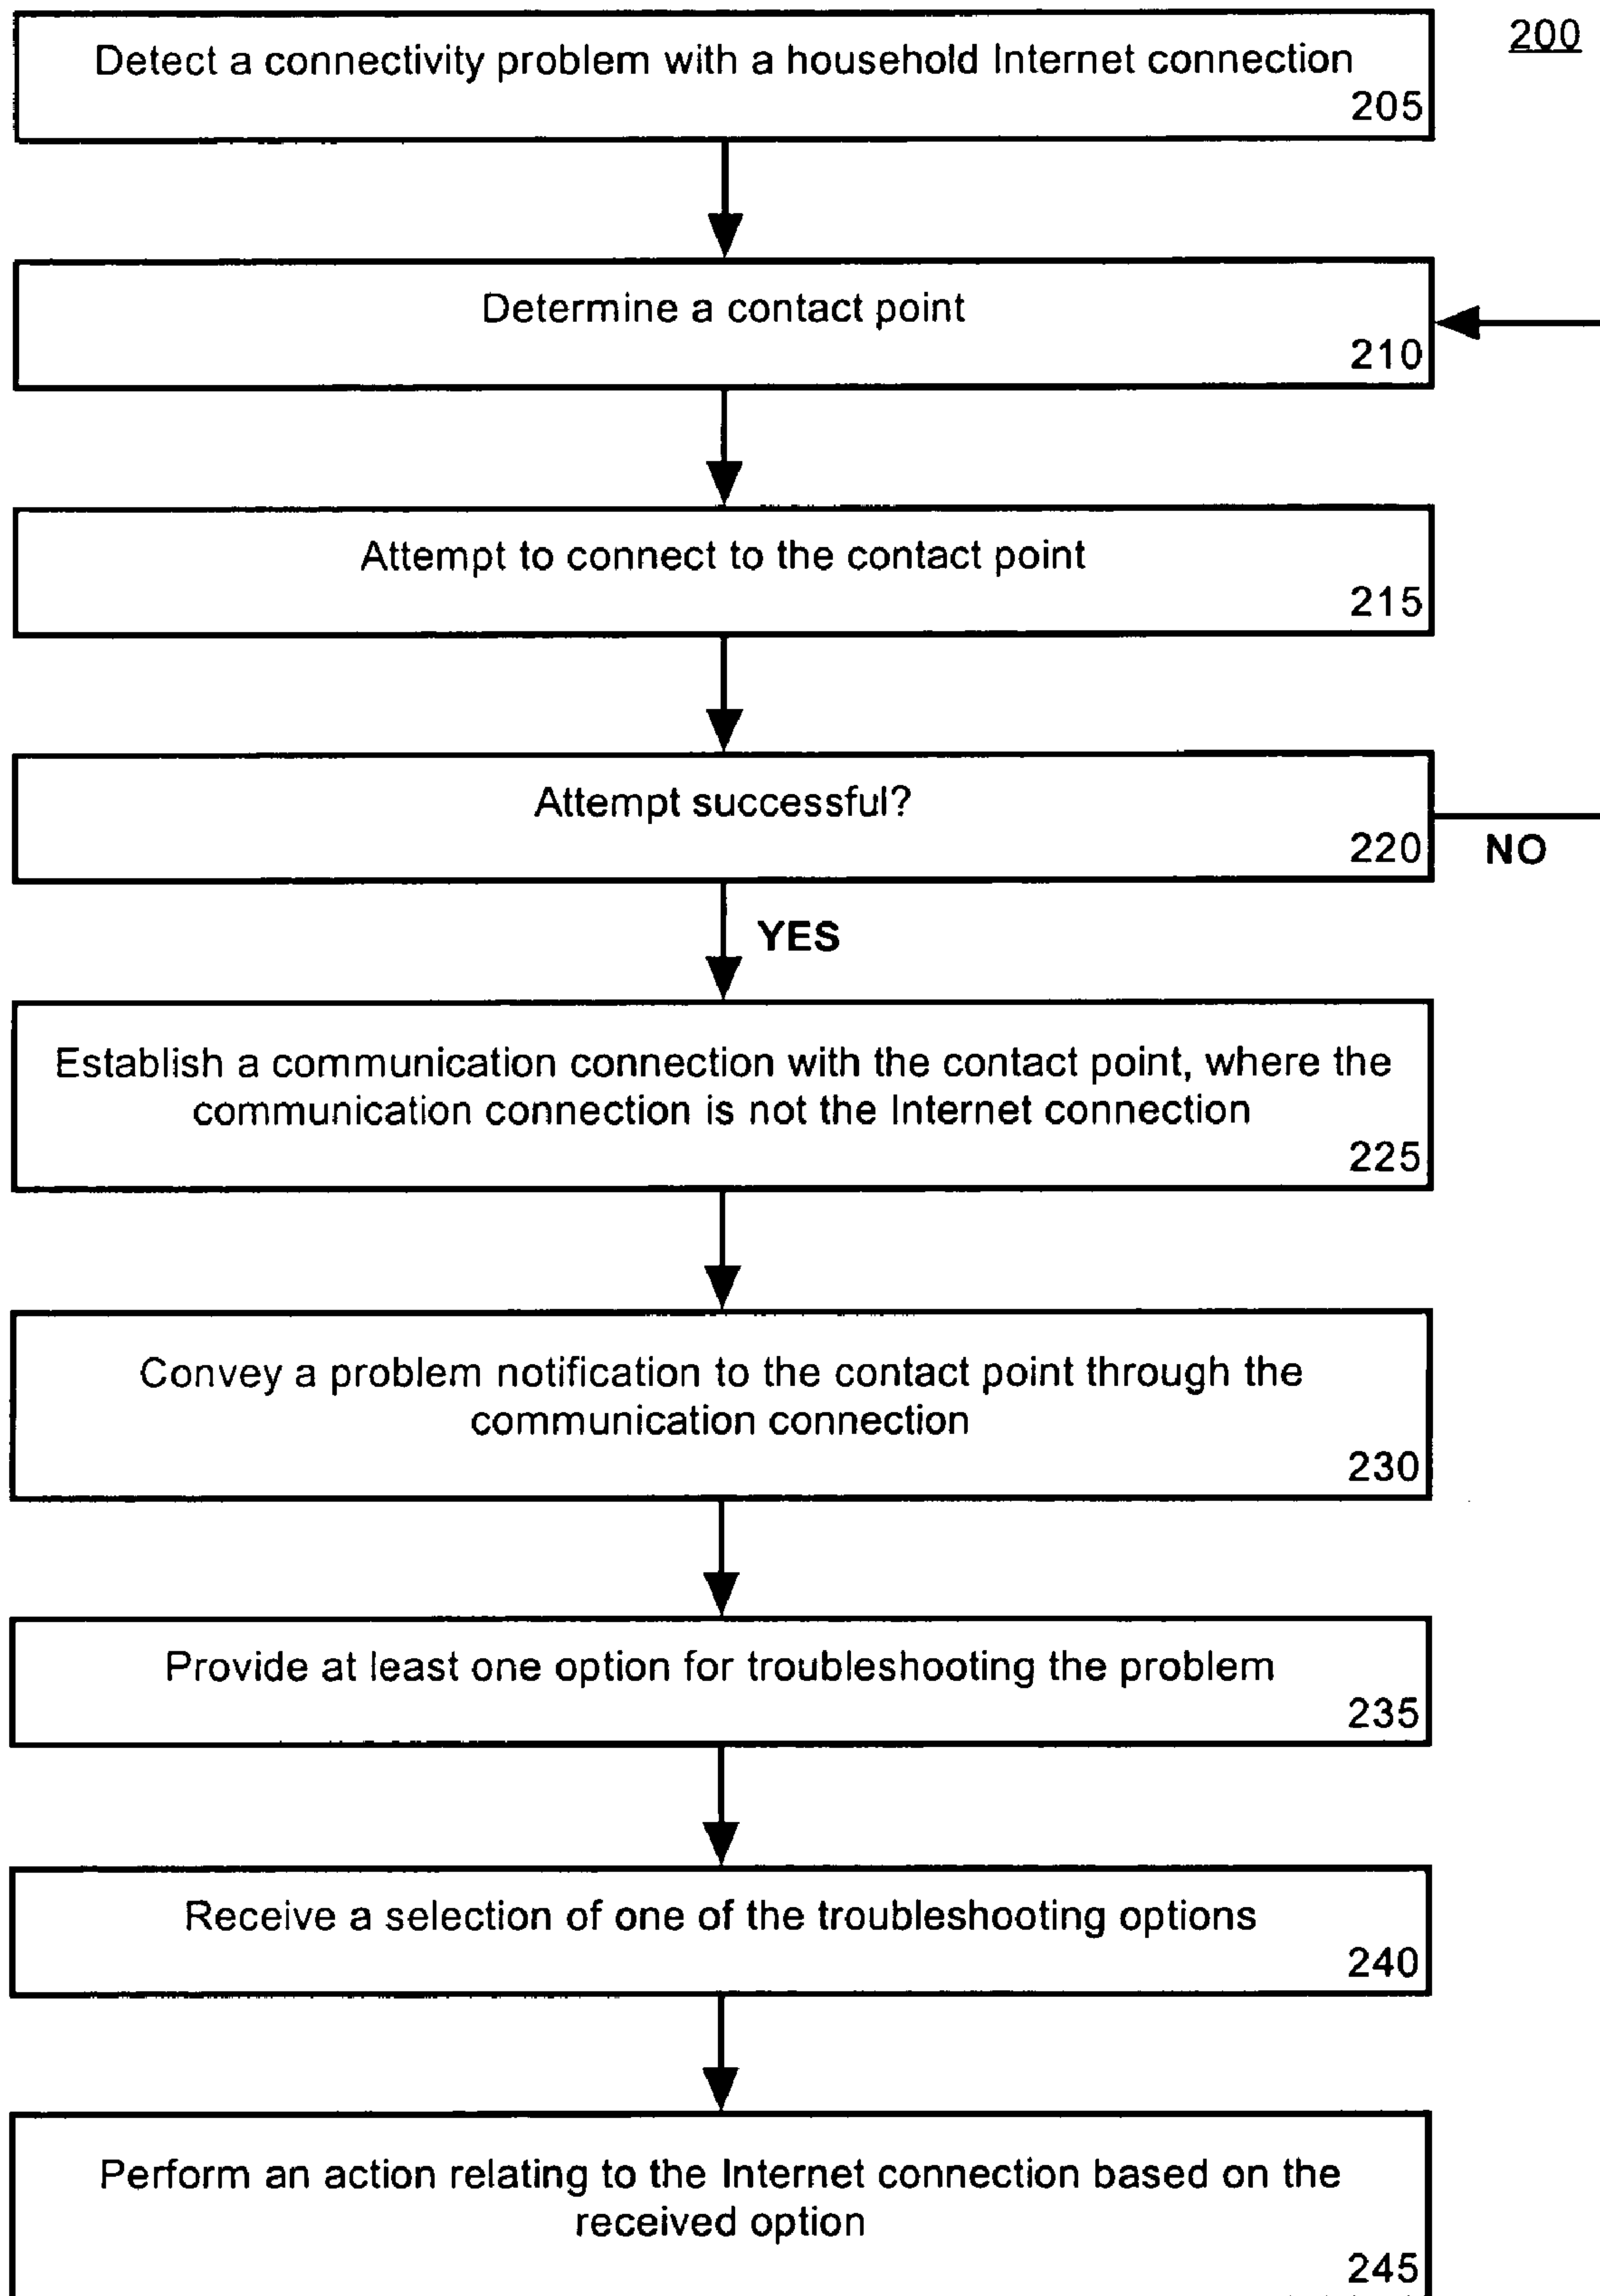 200
Detect a connectivity problem with a household Internet connection
205
Determine a contact point
210
Attempt to connect to the contact point
215
Attempt successful?
220
NO
YES
Establish a communication connection with the contact point, where the
communication connection is not the Internet connection
225
Convey a problem notification to the contact point through the
communication connection
230
Provide at least one option for troubleshooting the problem
235
Receive a selection of one of the troubleshooting options
240
Perform an action relating to the Internet connection based on the
received option
245